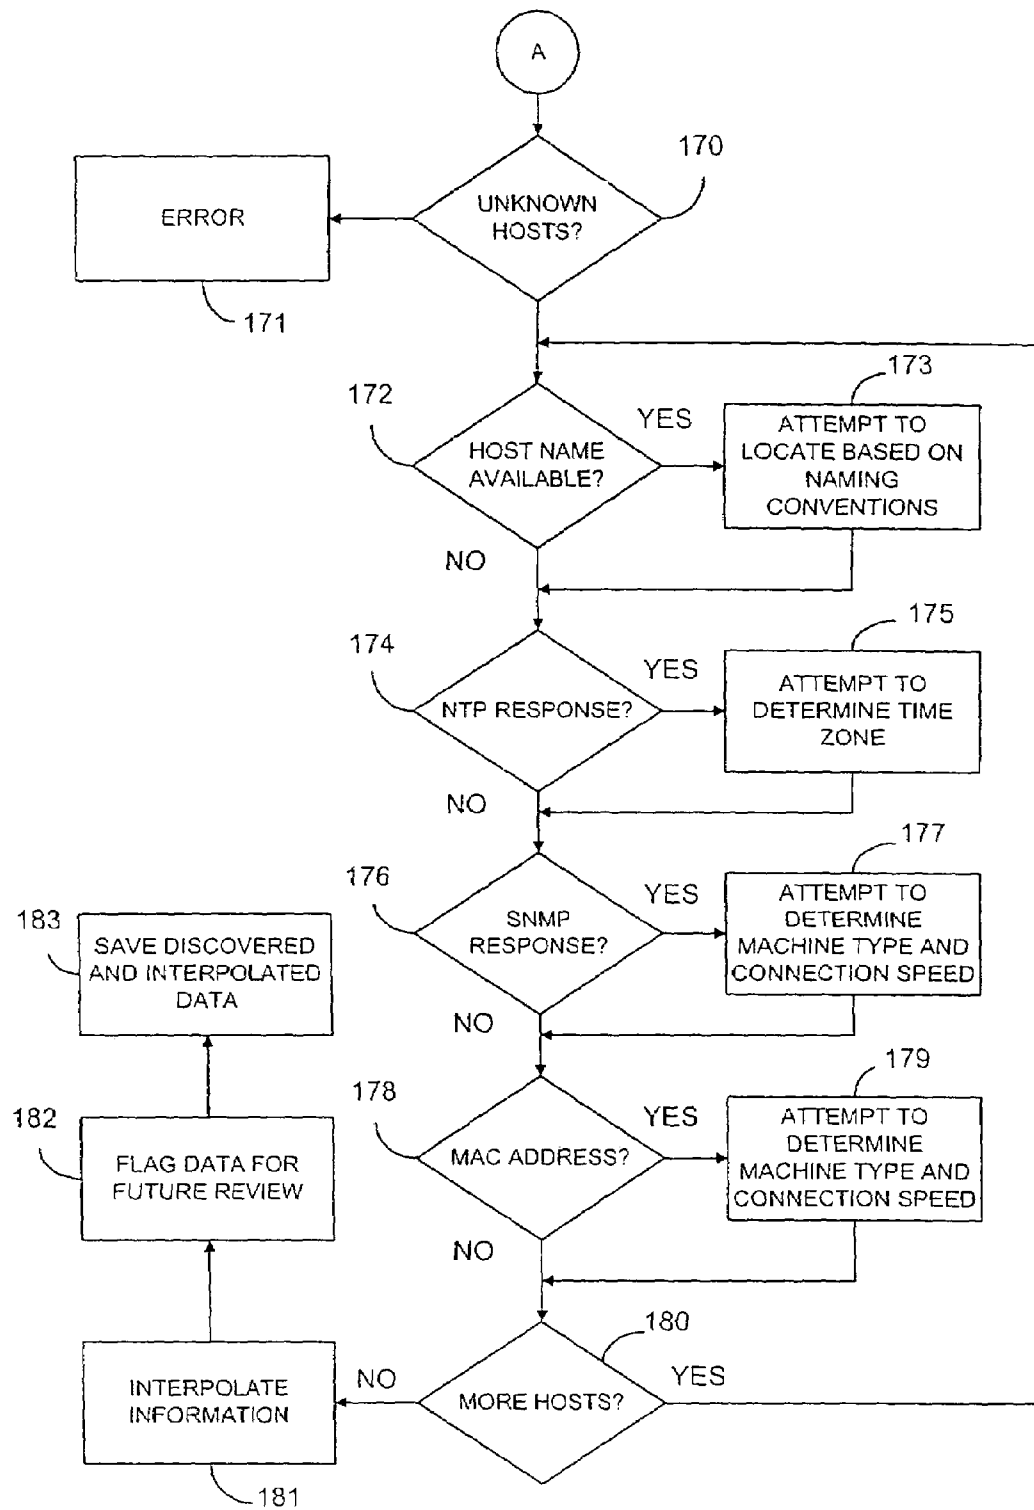 A
170
UNKNOWN
HOSTS?
ERROR
171
172
HOST NAME
AVAILABLE?
YES
173
ATTEMPT TO
LOCATE BASED ON
NAMING
CONVENTIONS
NO
174
NTP RESPONSE?
YES
175
ATTEMPT TO
DETERMINE TIME
ZONE
NO
176
SNMP
RESPONSE?
YES
177
ATTEMPT TO
DETERMINE
MACHINE TYPE AND
CONNECTION SPEED
NO
178
MAC ADDRESS?
YES
179
ATTEMPT TO
DETERMINE
MACHINE TYPE AND
CONNECTION SPEED
NO
180
MORE HOSTS?
YES
NO
INTERPOLATE
INFORMATION
181
182
FLAG DATA FOR
FUTURE REVIEW
183
SAVE DISCOVERED
AND INTERPOLATED
DATA